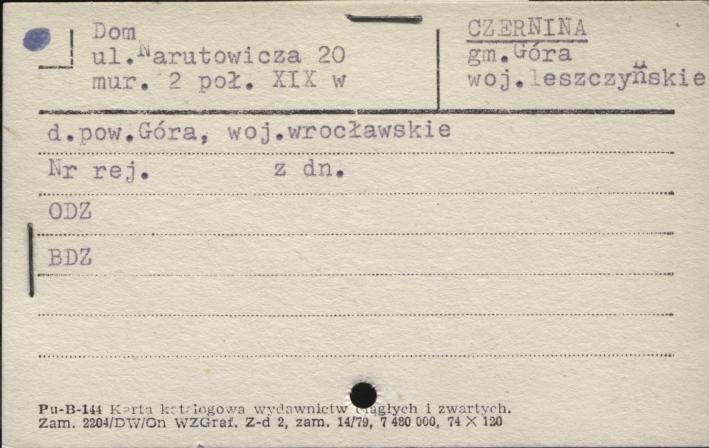 Dom
ul.Narutowicza 20
mur. 2 poł. XIX w
CZERNINA
gm.Góra
woj.leszczyńskie
d.pow.Góra, woj.wrocławskie
Nr rej. z dn.
ODZ
BDZ
Pu-B-144 Karta katalogowa wydawnictw ciągłych i zwartych.
Zam. 2204/DW/On WZGraf. Z-d 2, zam. 14/79, 7 480 000, 74 X 120